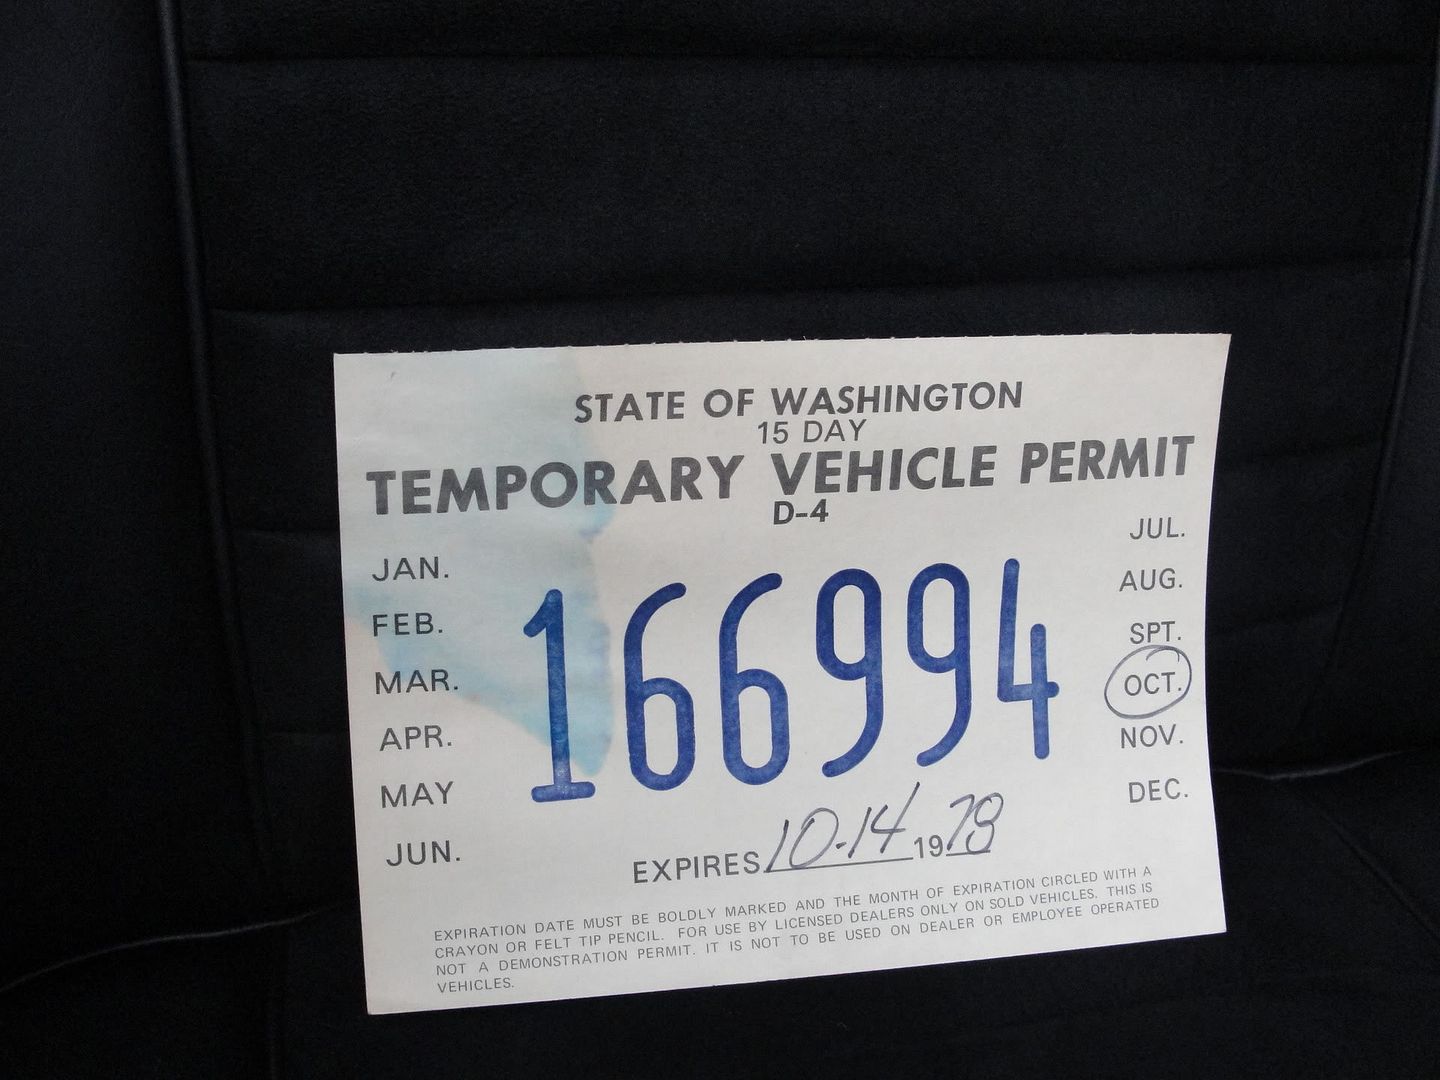 STATE OF WASHINGTON
15 DAY
TEMPORARY VEHICLE PERMIT
D-4
JAN.
FEB.
MAR.
APR.
MAY
JUN.
166994
JUL.
AUG.
SPT.
OCT.
NOV.
DEC.
EXPIRES 10-14 1978
EXPIRATION DATE MUST BE BOLDLY MARKED AND THE MONTH OF EXPIRATION CIRCLED WITH A
CRAYON OR FELT TIP PENCIL. FOR USE BY LICENSED DEALERS ONLY ON SOLD VEHICLES. THIS IS
NOT A DEMONSTRATION PERMIT. IT IS NOT TO BE USED ON DEALER OR EMPLOYEE OPERATED
VEHICLES.